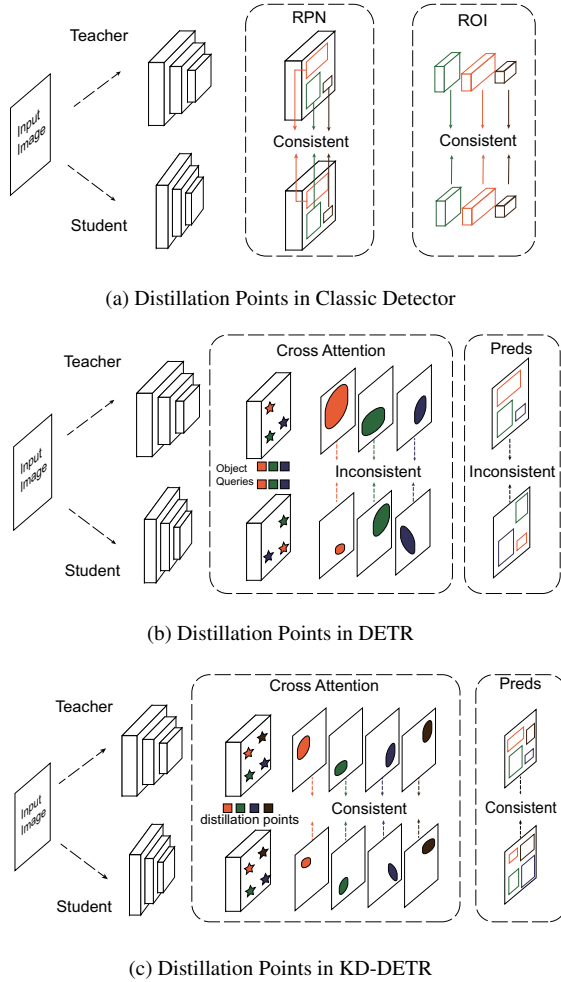 Teacher
RPN
ROI
Input
Image
Consistent
Consistent
Student
(a) Distillation Points in Classic Detector
Teacher
Cross Attention
Preds
Input
Image
Object
Queries
Inconsistent
Inconsistent
Student
(b) Distillation Points in DETR
Teacher
Cross Attention
Preds
Input
Image
distillation points
Consistent
Consistent
Student
(c) Distillation Points in KD-DETR